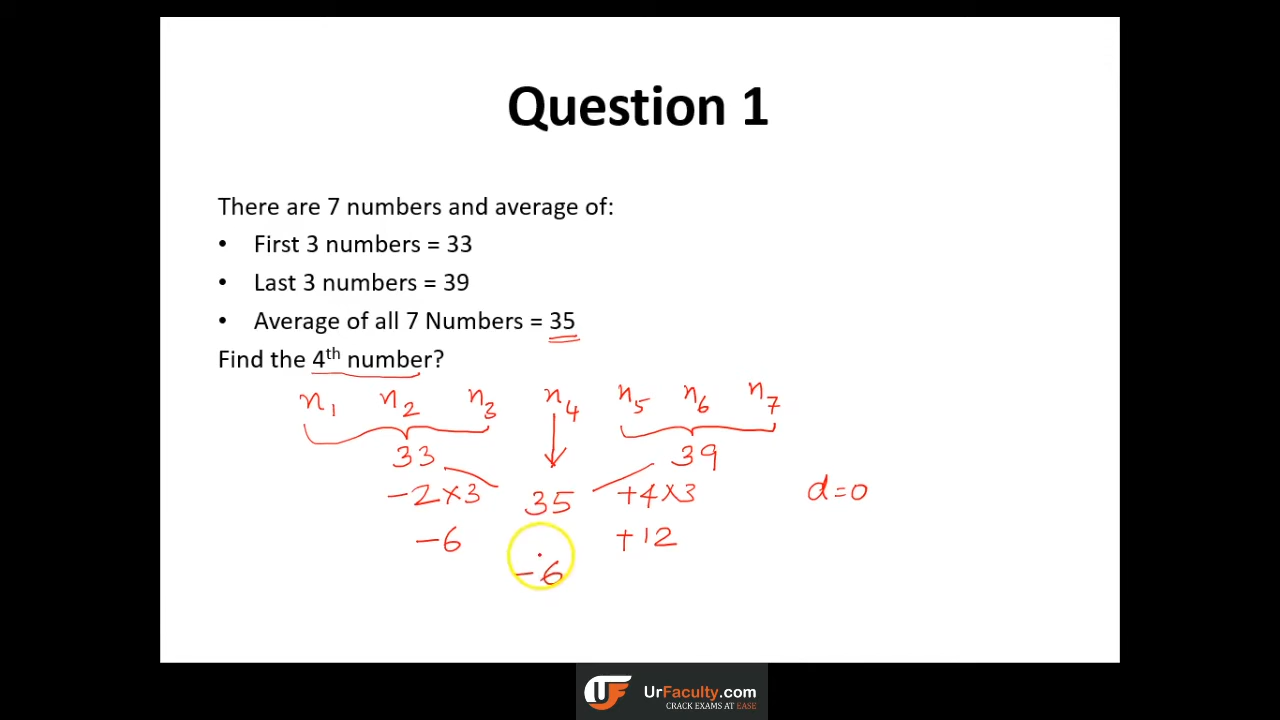 Question 1
There are 7 numbers and average of:
• First 3 numbers = 33
• Last 3 numbers = 39
• Average of all 7 Numbers = 35
Find the 4th number?
n1 n2 n3 n4 n5 n6 n7
33 39
-2×3 35 +4×3 d=0
-6 +12
-6
UF UrFaculty.com
CRACK EXAMS AT EASE